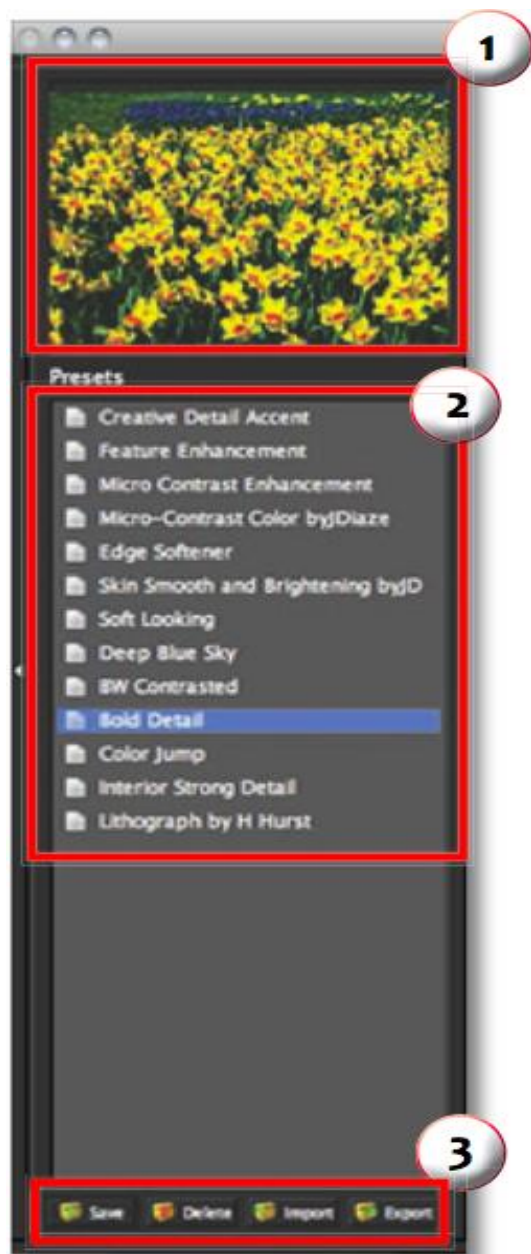 1
Presets
2
Creative Detail Accent
Feature Enhancement
Micro Contrast Enhancement
Micro-Contrast Color byJDiaze
Edge Softener
Skin Smooth and Brightening byJD
Soft Looking
Deep Blue Sky
BW Contrasted
Bold Detail
Color Jump
Interior Strong Detail
Lithograph by H Hurst
3
Save Delete Import Export